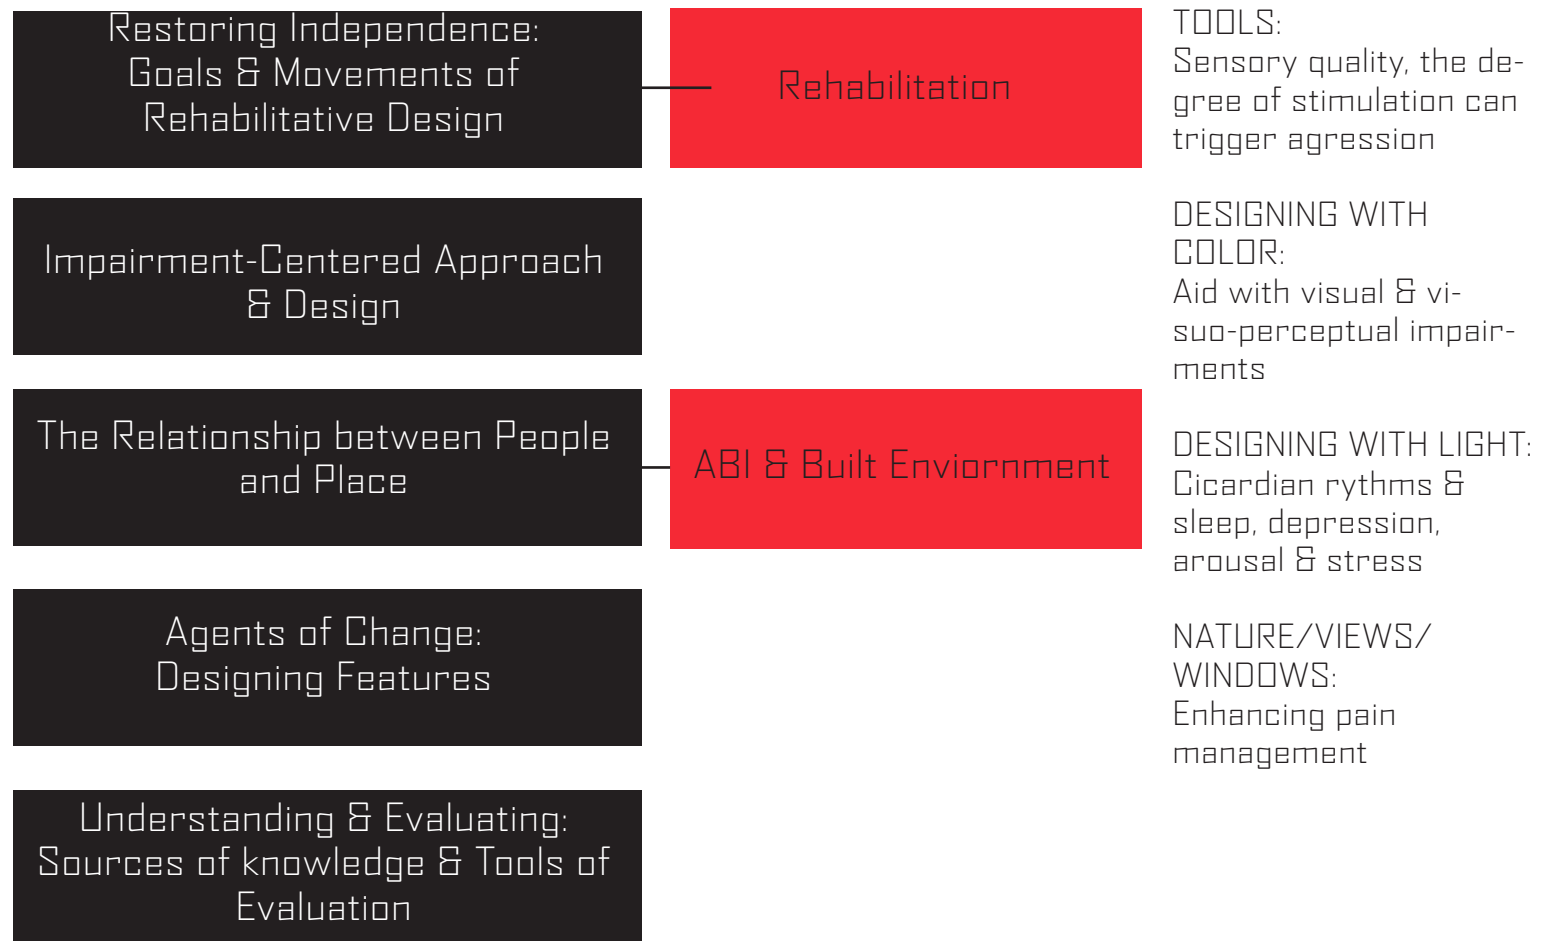 Restoring Independence:
Goals & Movements of
Rehabilitative Design
Rehabilitation
Impairment-Centered Approach
& Design
The Relationship between People
and Place
ABI & Built Enviornment
Agents of Change:
Designing Features
Understanding & Evaluating:
Sources of knowledge & Tools of
Evaluation
TOOLS:
Sensory quality, the de-
gree of stimulation can
trigger agression
DESIGNING WITH
COLOR:
Aid with visual & vi-
suo-perceptual impair-
ments
DESIGNING WITH LIGHT:
Cicardian rythms &
sleep, depression,
arousal & stress
NATURE/VIEWS/
WINDOWS:
Enhancing pain
management